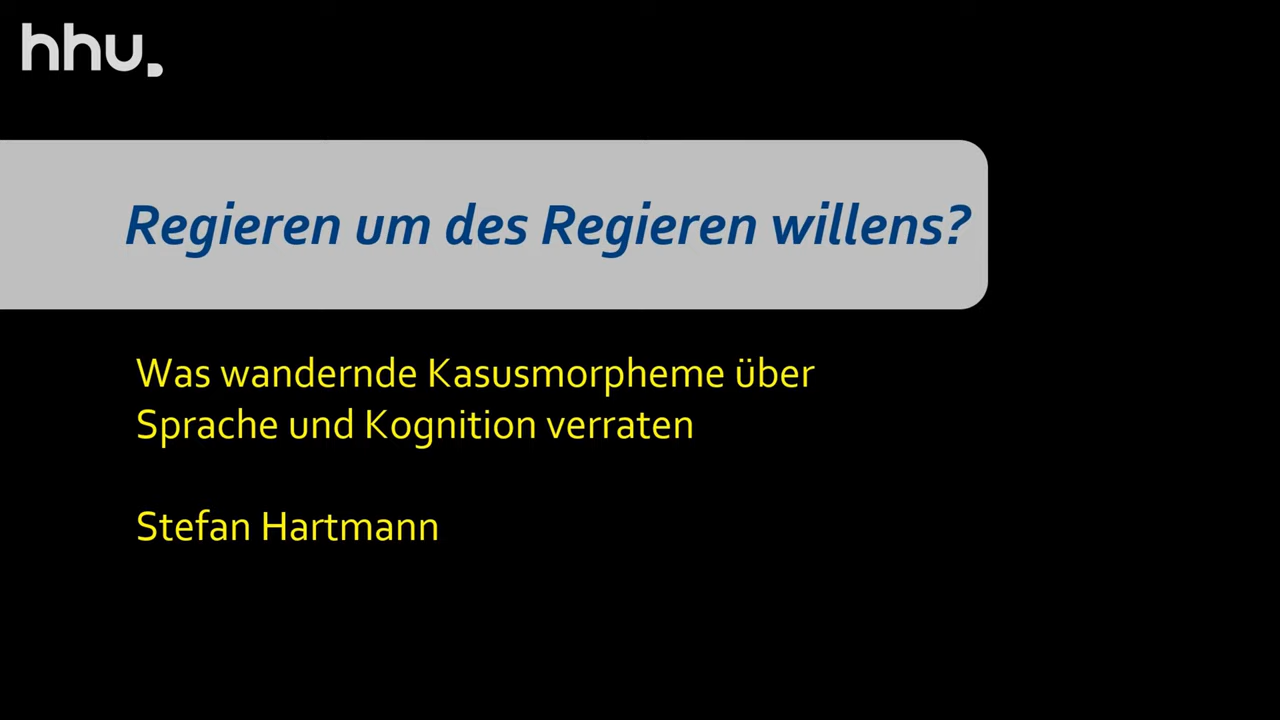 hhu.
Regieren um des Regieren willens?
Was wandernde Kasusmorpheme über
Sprache und Kognition verraten
Stefan Hartmann